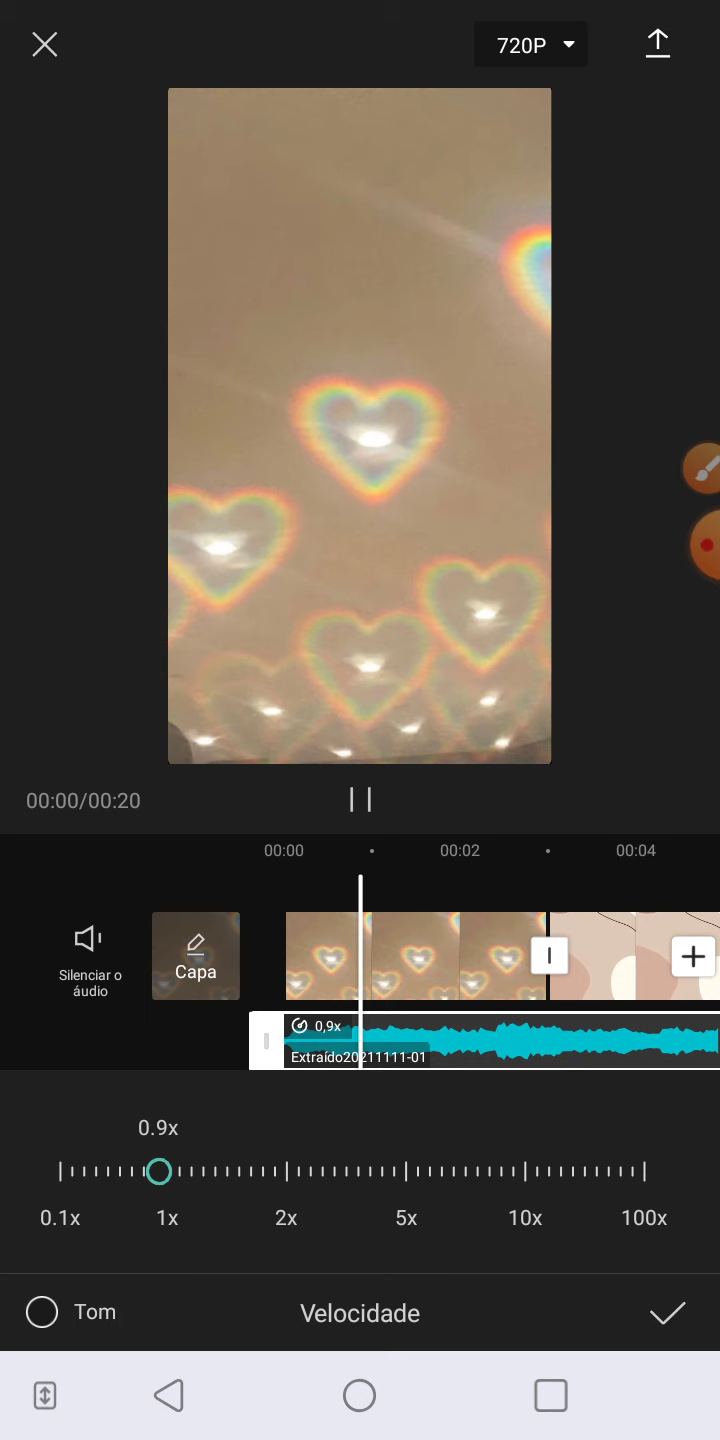 720P
00:00/00:20
00:00 00:02 00:04
Silenciar o
áudio
Capa
0,9x
Extraído20211111-01
0.9x
0.1x 1x 2x 5x 10x 100x
Tom Velocidade